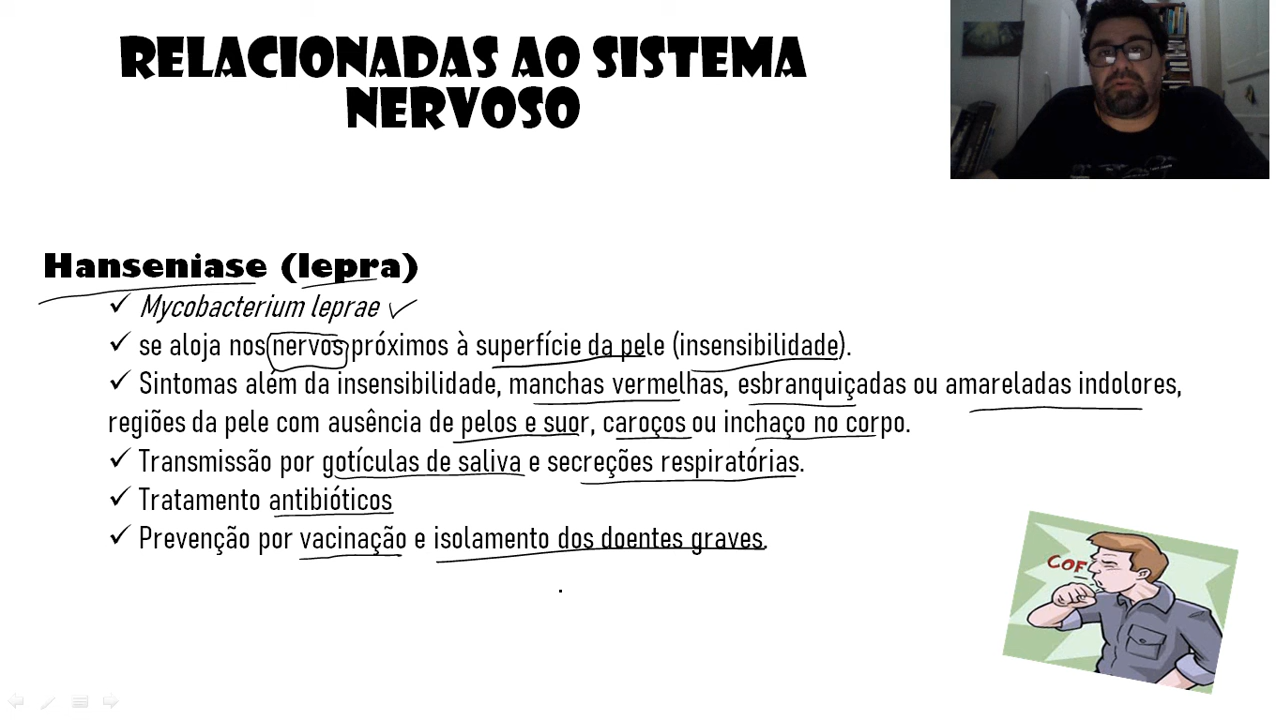 RELACIONADAS AO SISTEMA
NERVOSO
Hanseniase (lepra)
✓ Mycobacterium leprae
✓ se aloja nos nervos próximos à superfície da pele (insensibilidade).
✓ Sintomas além da insensibilidade, manchas vermelhas, esbranquiçadas ou amareladas indolores,
regiões da pele com ausência de pelos e suor, caroços ou inchaço no corpo.
✓ Transmissão por gotículas de saliva e secreções respiratórias.
✓ Tratamento antibióticos
✓ Prevenção por vacinação e isolamento dos doentes graves.
COF